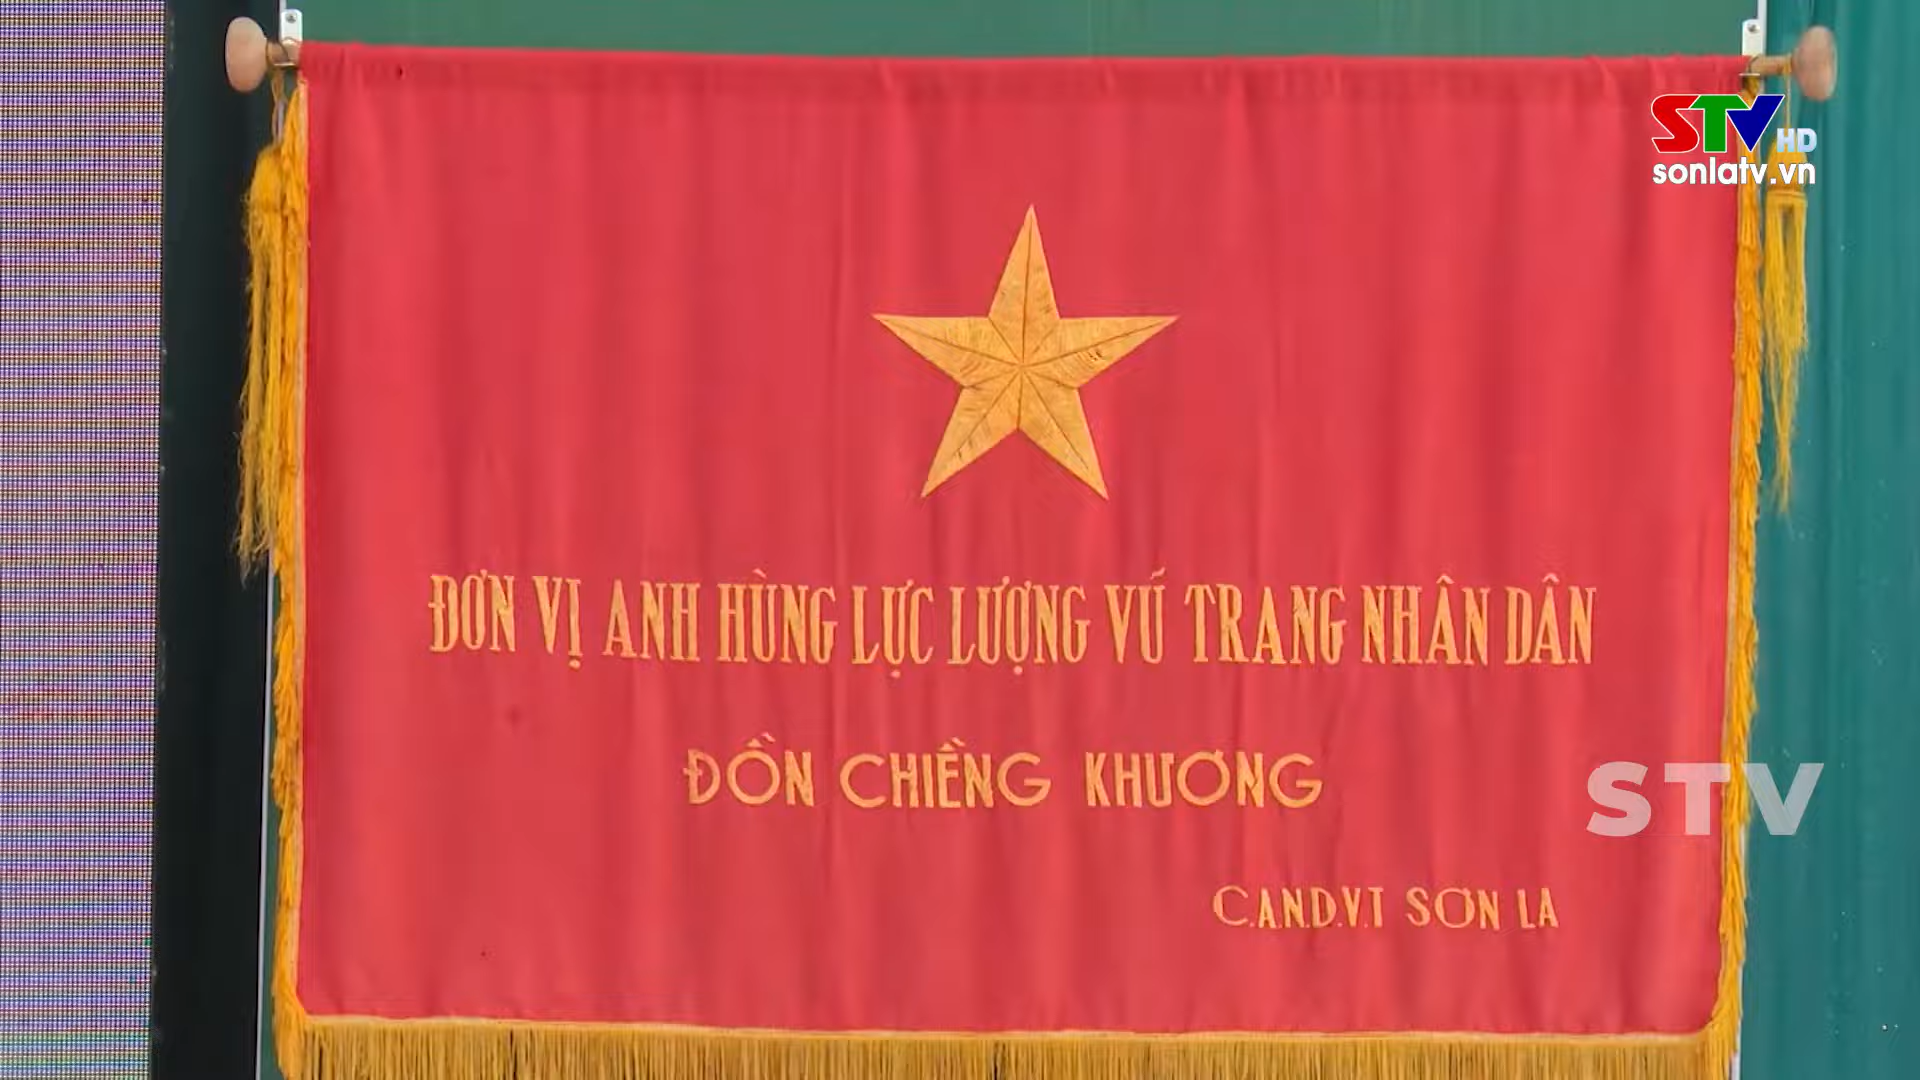 STV HD
sonlatv.vn
ĐƠN VỊ ANH HÙNG LỰC LƯỢNG VŨ TRANG NHÂN DÂN
ĐỒN CHIỀNG KHƯƠNG
STV
C.A.N.D.V.T SƠN LA